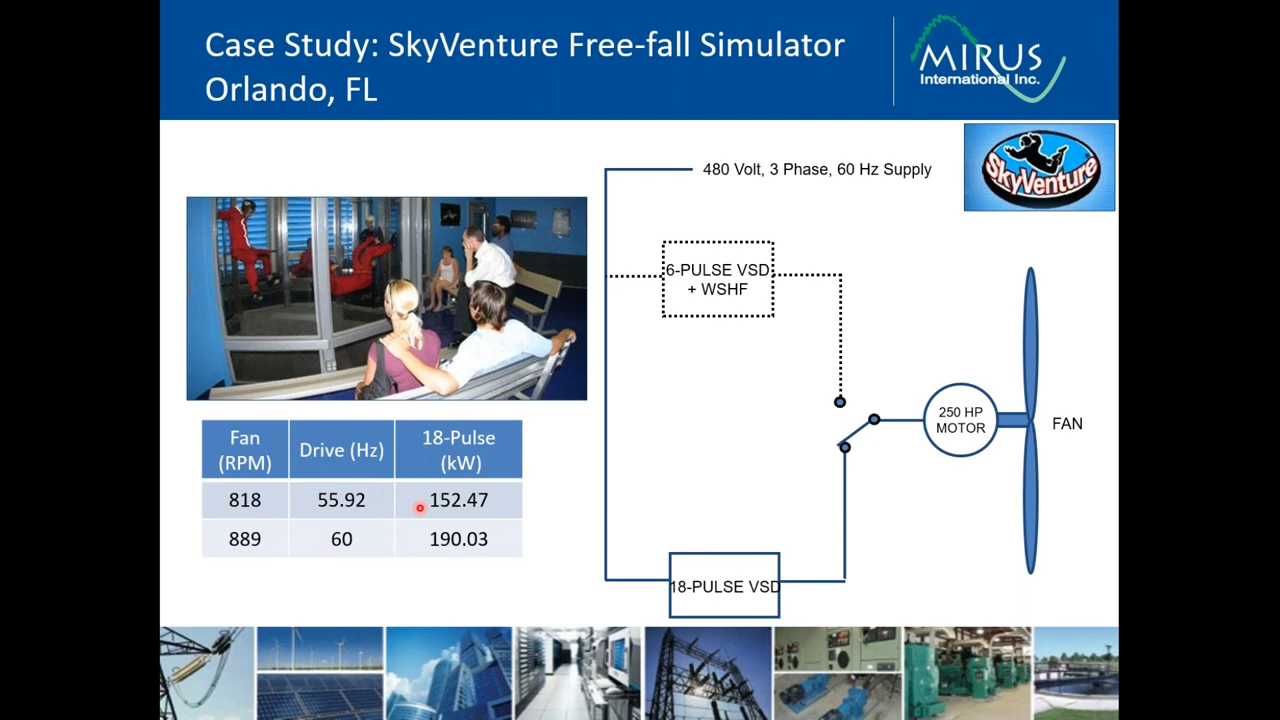 Case Study: SkyVenture Free-fall Simulator
Orlando, FL
MIRUS
International Inc.
SkyVenture
480 Volt, 3 Phase, 60 Hz Supply
6-PULSE VSD
+ WSHF
250 HP
MOTOR
FAN
18-PULSE VSD
Fan
(RPM)
Drive (Hz)
18-Pulse
(kW)
818
55.92
152.47
889
60
190.03